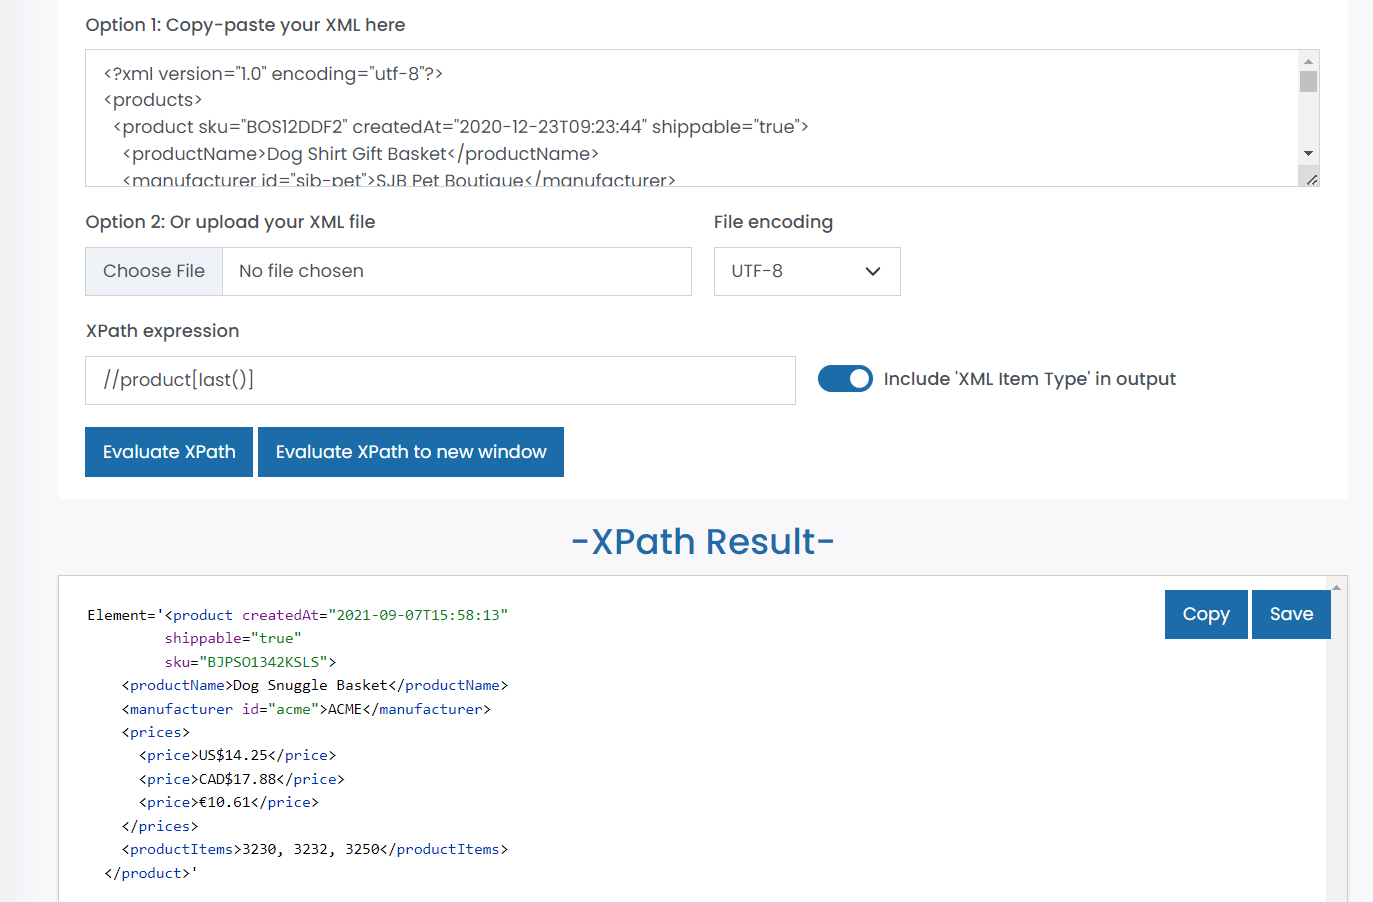 Option 1: Copy-paste your XML here
<?xml version="1.0" encoding="utf-8"?>
<products>
<product sku="BOS12DDF2" createdAt="2020-12-23T09:23:44" shippable="true">
<productName>Dog Shirt Gift Basket</productName>
<manufacturer id="sjb-pet">SJB Pet Boutique</manufacturer>
Option 2: Or upload your XML file
File encoding
Choose File
No file chosen
UTF-8
XPath expression
//product[last()]
Include 'XML Item Type' in output
Evaluate XPath
Evaluate XPath to new window
-XPath Result-
Copy
Save
Element='<product createdAt="2021-09-07T15:58:13"
shippable="true"
sku="BJPSO1342KSLS">
<productName>Dog Snuggle Basket</productName>
<manufacturer id="acme">ACME</manufacturer>
<prices>
<price>US$14.25</price>
<price>CAD$17.88</price>
<price>€10.61</price>
</prices>
<productItems>3230, 3232, 3250</productItems>
</product>'